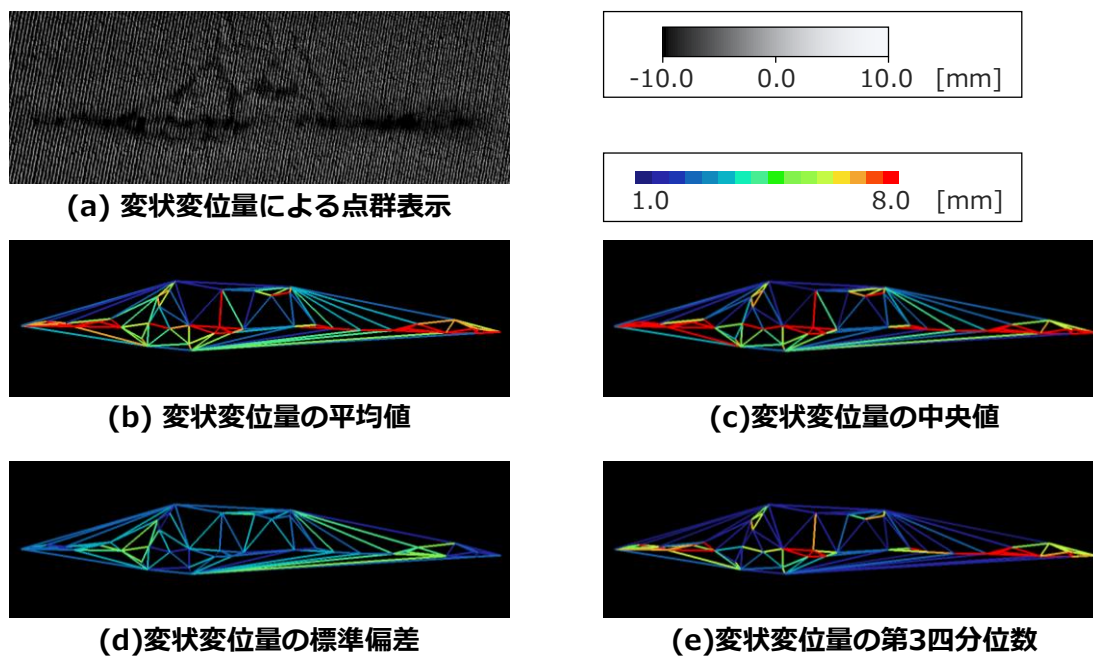 -10.0 0.0 10.0 [mm]
1.0 8.0 [mm]
(a) 変状変位量による点群表示
(b) 変状変位量の平均値
(c)変状変位量の中央値
(d)変状変位量の標準偏差
(e)変状変位量の第3四分位数